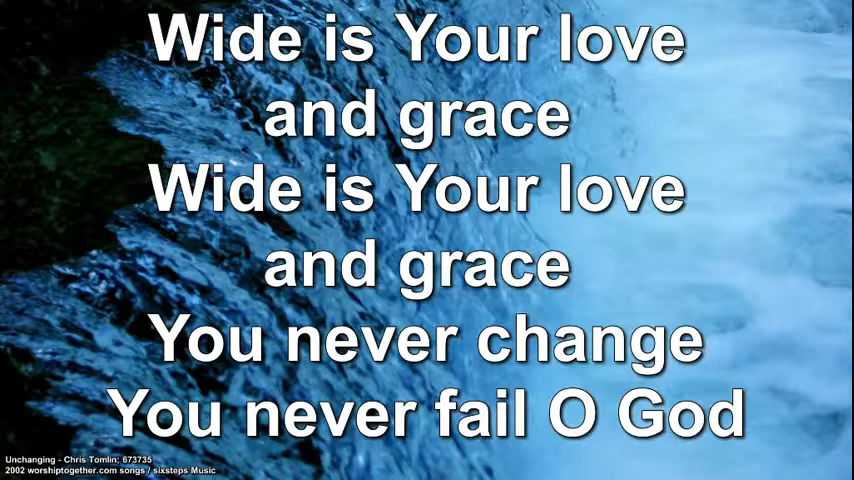 Wide is Your love
and grace
Wide is Your love
and grace
You never change
You never fail O God
Unchanging - Chris Tomlin; 673735
2002 worshiptogether.com songs / sixsteps Music